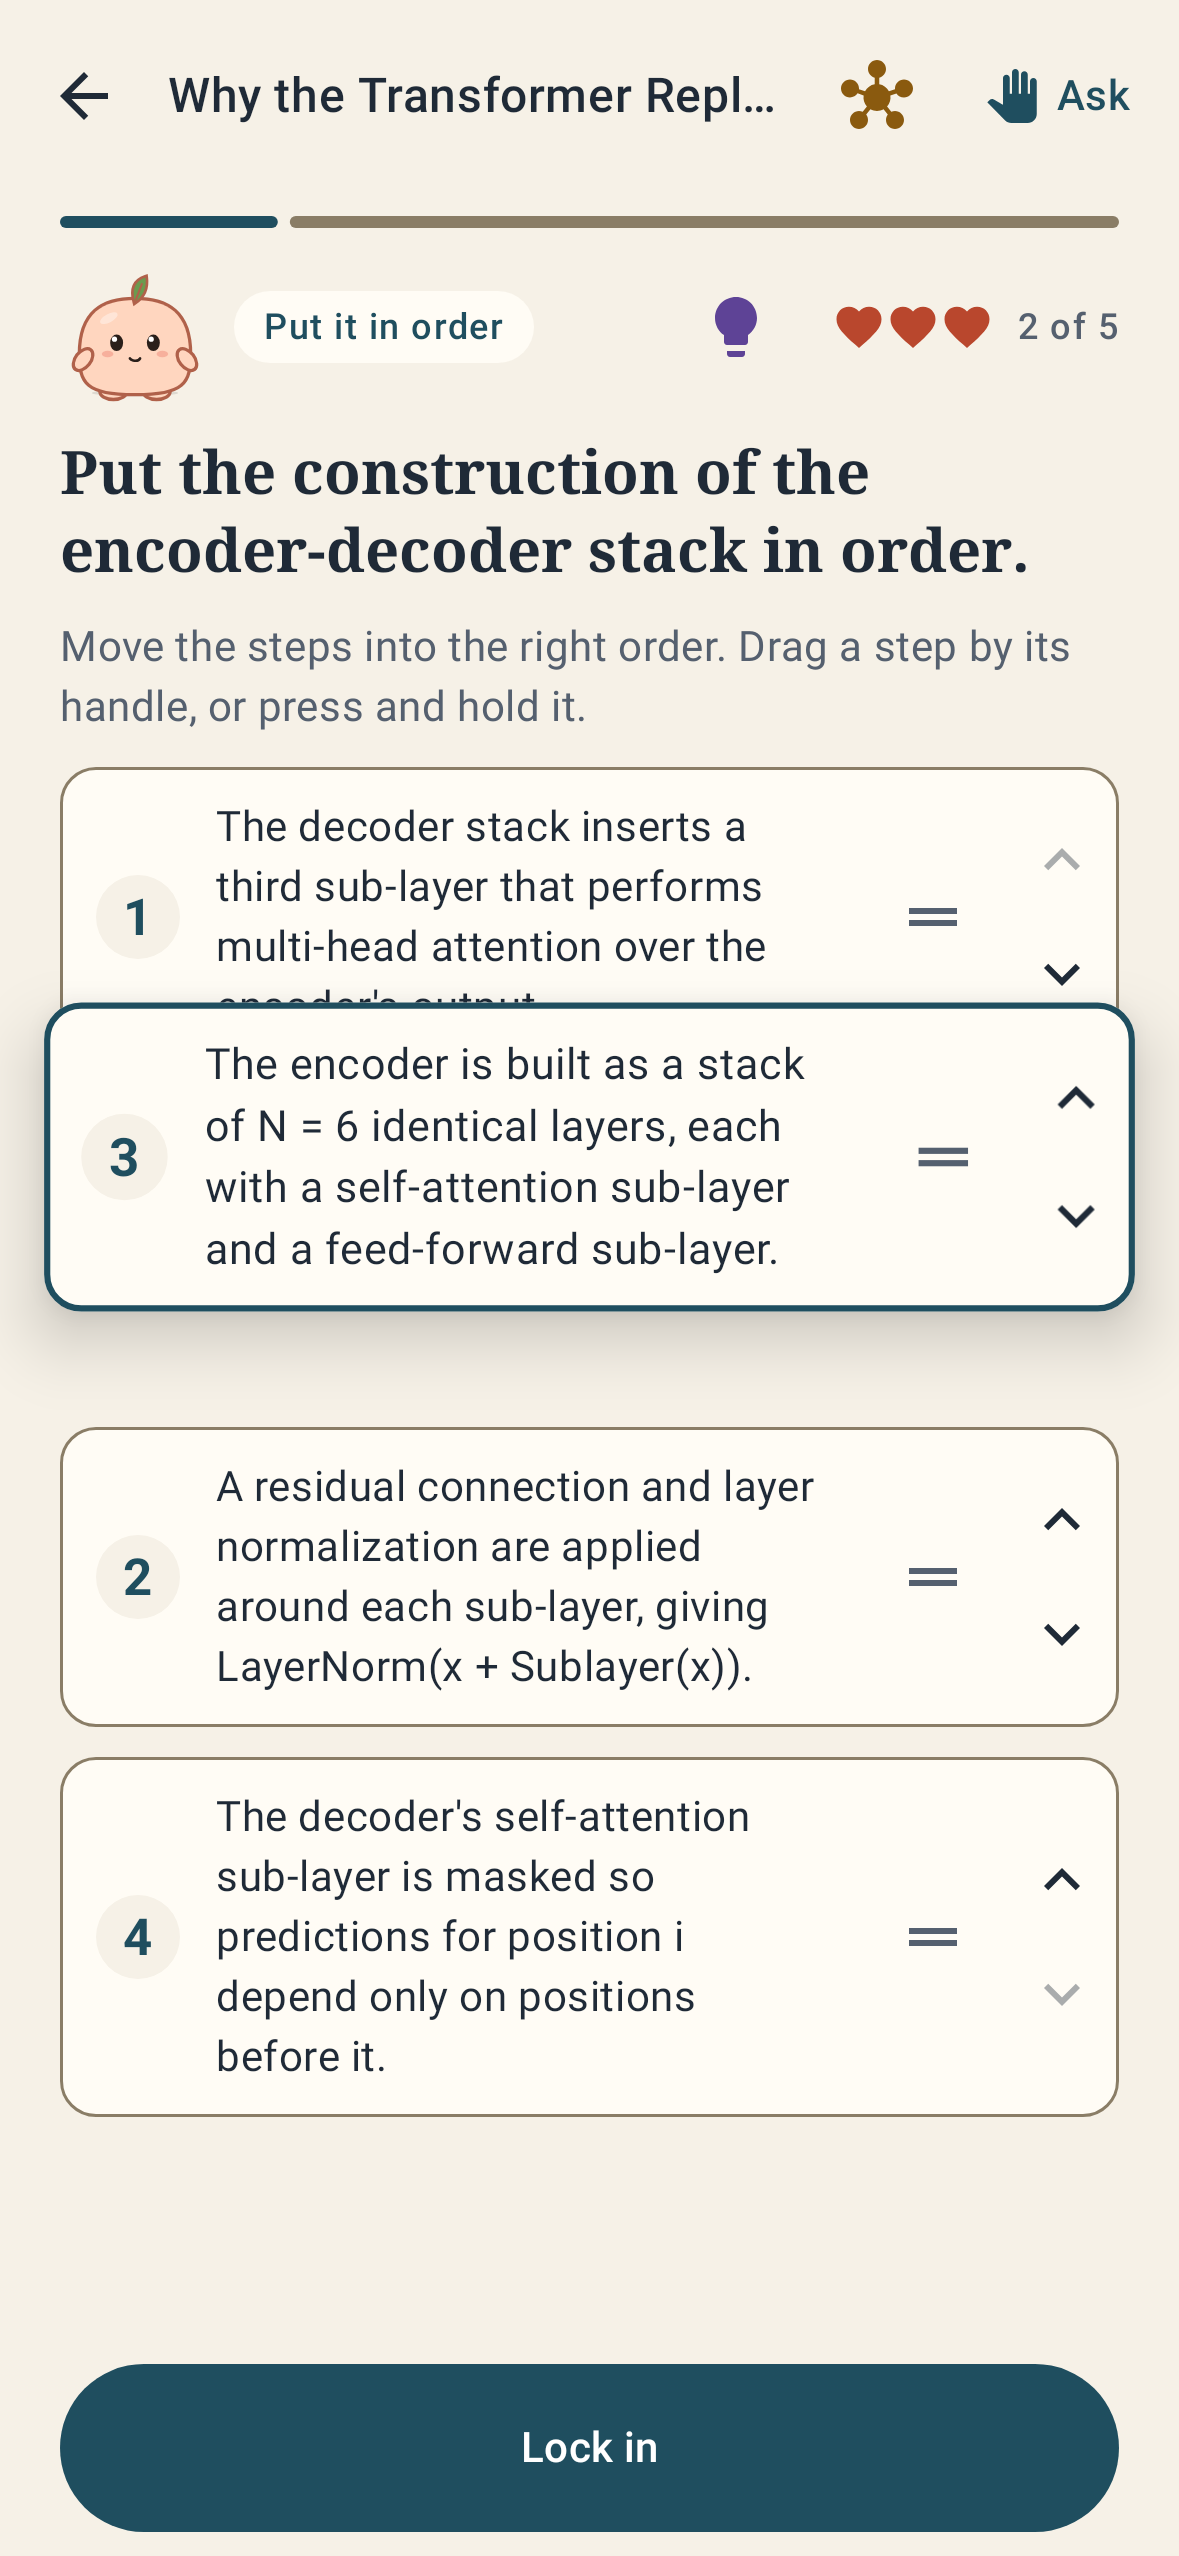 Why the Transformer Repl…
Ask
Put it in order
2 of 5
Put the construction of the
encoder-decoder stack in order.
Move the steps into the right order. Drag a step by its
handle, or press and hold it.
1
The decoder stack inserts a
third sub-layer that performs
multi-head attention over the
encoder's output.
3
The encoder is built as a stack
of N = 6 identical layers, each
with a self-attention sub-layer
and a feed-forward sub-layer.
2
A residual connection and layer
normalization are applied
around each sub-layer, giving
LayerNorm(x + Sublayer(x)).
4
The decoder's self-attention
sub-layer is masked so
predictions for position i
depend only on positions
before it.
Lock in